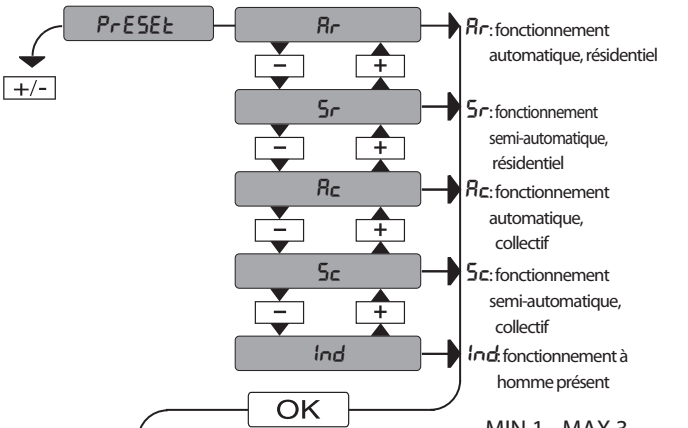 PrESEt
Ar
Ar: fonctionnement
automatique, résidentiel
+/-
−
+
Sr
Sr: fonctionnement
semi-automatique,
résidentiel
−
+
Ac
Ac: fonctionnement
automatique,
collectif
−
+
Sc
Sc: fonctionnement
semi-automatique,
collectif
−
+
Ind
Ind: fonctionnement à
homme présent
OK